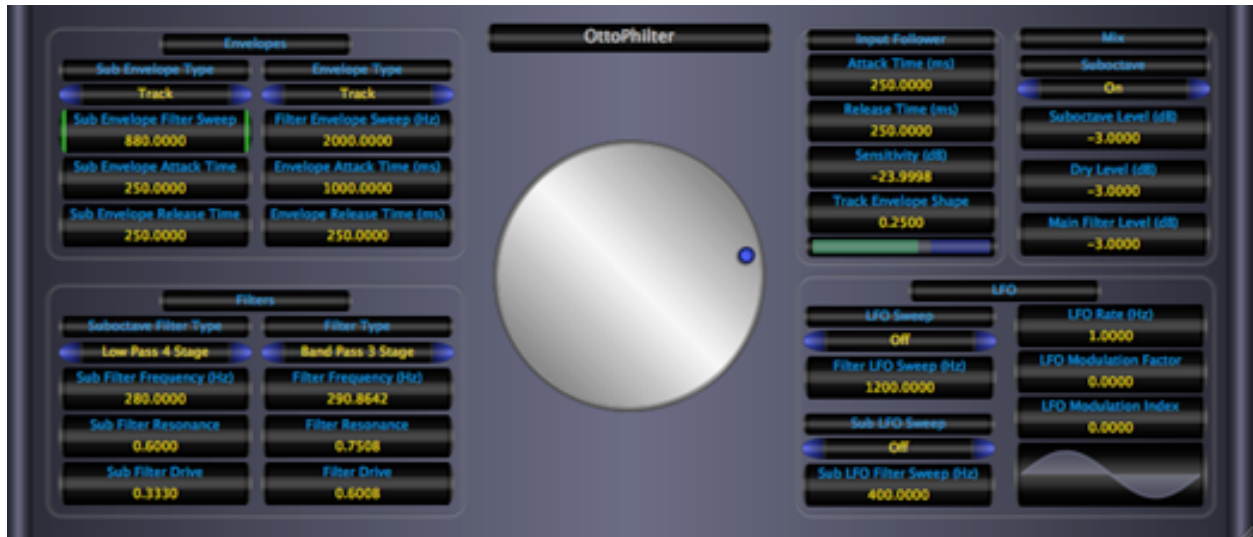 OttoPhilter
Envelopes
Sub Envelope Type
Track
Sub Envelope Filter Sweep
880.0000
Sub Envelope Attack Time
250.0000
Sub Envelope Release Time
250.0000
Envelope Type
Track
Filter Envelope Sweep (Hz)
2000.0000
Envelope Attack Time (ms)
1000.0000
Envelope Release Time (ms)
250.0000
Filters
Suboctave Filter Type
Low Pass 4 Stage
Sub Filter Frequency (Hz)
280.0000
Sub Filter Resonance
0.6000
Sub Filter Drive
0.3330
Filter Type
Band Pass 3 Stage
Filter Frequency (Hz)
290.8642
Filter Resonance
0.7508
Filter Drive
0.6008
Input Follower
Attack Time (ms)
250.0000
Release Time (ms)
250.0000
Sensitivity (dB)
-23.9998
Track Envelope Shape
0.2500
Mix
Suboctave
On
Suboctave Level (dB)
-3.0000
Dry Level (dB)
-3.0000
Main Filter Level (dB)
-3.0000
LFO
LFO Sweep
Off
Filter LFO Sweep (Hz)
1200.0000
Sub LFO Sweep
Off
Sub LFO Filter Sweep (Hz)
400.0000
LFO Rate (Hz)
1.0000
LFO Modulation Factor
0.0000
LFO Modulation Index
0.0000